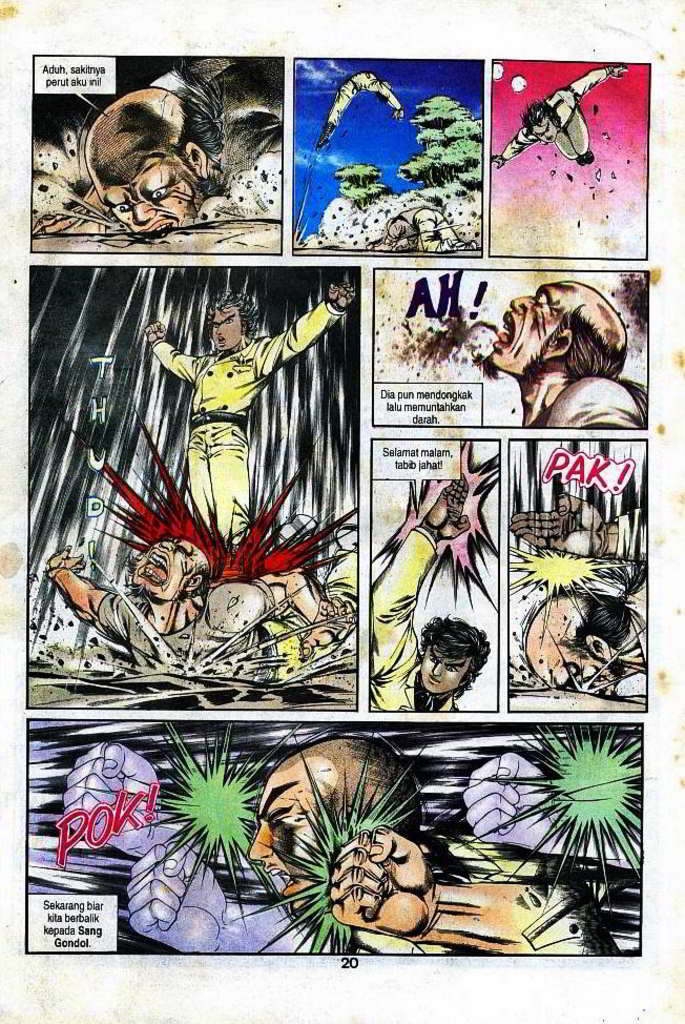 Aduh, sakitnya
perut aku ini!
THUD!
AH!
Dia pun mendongkak
lalu memuntahkan
darah.
Selamat malam,
tabib jahat!
PAK!
POK!
Sekarang biar
kita berbalik
kepada Sang
Gondol.
20